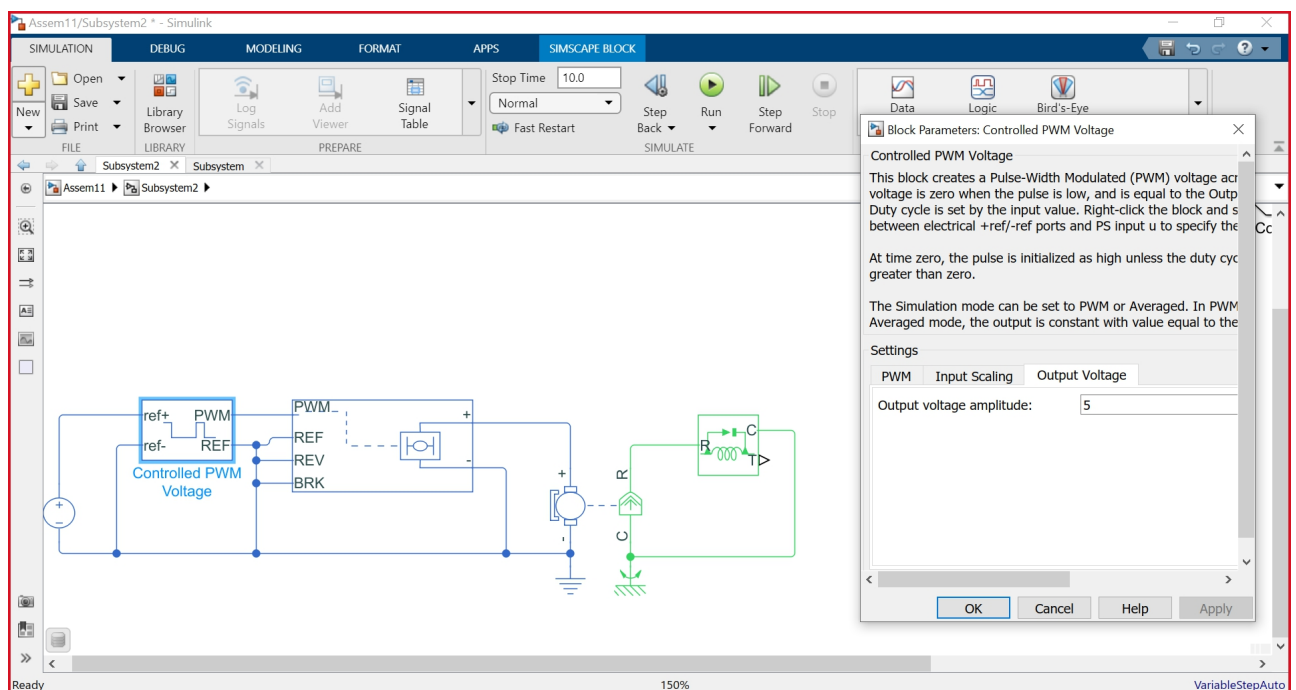 Assem11/Subsystem2 * - Simulink
SIMULATION DEBUG MODELING FORMAT APPS SIMSCAPE BLOCK
New
Open
Save
Print
FILE
Library
Browser
LIBRARY
Log
Signals
Add
Viewer
Signal
Table
PREPARE
Stop Time 10.0
Normal
Fast Restart
Step
Back
Run
Step
Forward
Stop
SIMULATE
Data
Logic
Bird's-Eye
Subsystem2 Subsystem
Assem11 Subsystem2
Block Parameters: Controlled PWM Voltage
Controlled PWM Voltage
This block creates a Pulse-Width Modulated (PWM) voltage acr
voltage is zero when the pulse is low, and is equal to the Outp
Duty cycle is set by the input value. Right-click the block and s
between electrical +ref/-ref ports and PS input u to specify the
At time zero, the pulse is initialized as high unless the duty cyc
greater than zero.
The Simulation mode can be set to PWM or Averaged. In PWM
Averaged mode, the output is constant with value equal to the
Settings
PWM Input Scaling Output Voltage
Output voltage amplitude: 5
OK Cancel Help Apply
Cc
ref+ PWM
ref- REF
Controlled PWM
Voltage
PWM
REF
REV
BRK
+
-
+
-
+
-
R
C
R
C
T
Ready 150% VariableStepAuto